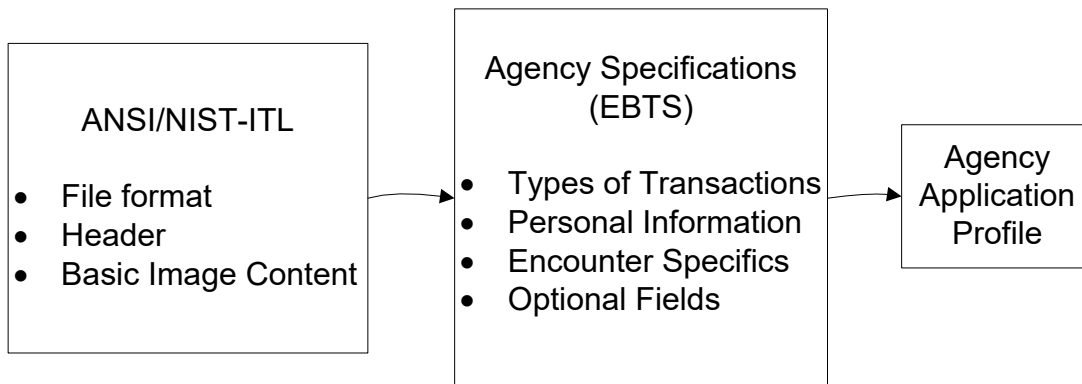 ANSI/NIST-ITL
• File format
• Header
• Basic Image Content
Agency Specifications
(EBTS)
• Types of Transactions
• Personal Information
• Encounter Specifics
• Optional Fields
Agency
Application
Profile